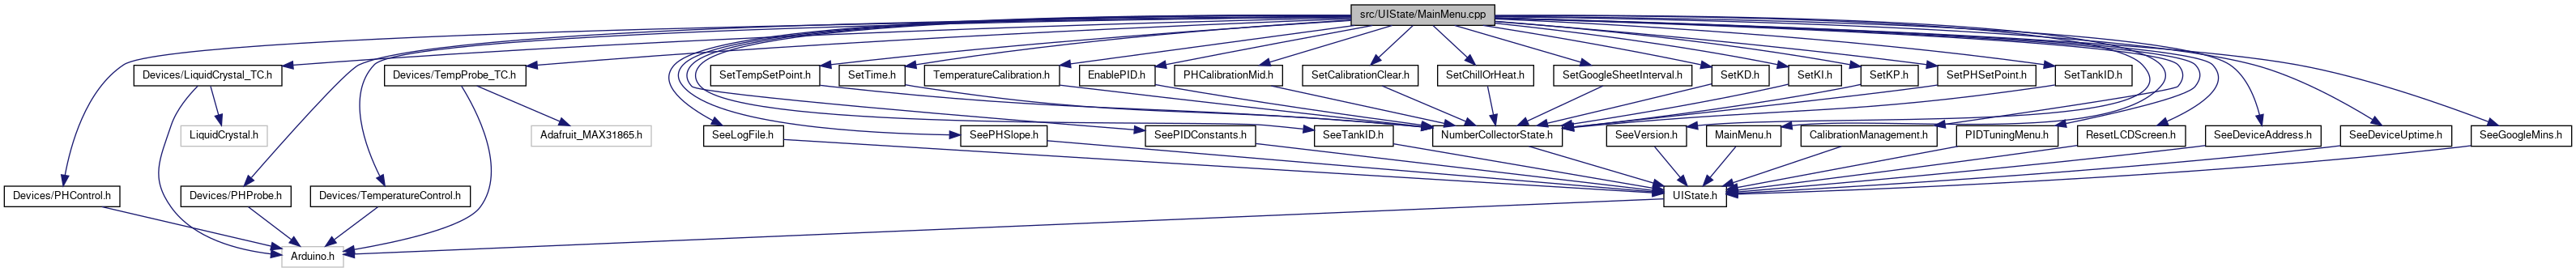 src/UIState/MainMenu.cpp
Devices/LiquidCrystal_TC.h
Devices/TempProbe_TC.h
SetTempSetPoint.h
SetTime.h
TemperatureCalibration.h
EnablePID.h
PHCalibrationMid.h
SetCalibrationClear.h
SetChillOrHeat.h
SetGoogleSheetInterval.h
SetKD.h
SetKI.h
SetKP.h
SetPHSetPoint.h
SetTankID.h
LiquidCrystal.h
Adafruit_MAX31865.h
SeeLogFile.h
SeePHSlope.h
SeePIDConstants.h
SeeTankID.h
NumberCollectorState.h
SeeVersion.h
MainMenu.h
CalibrationManagement.h
PIDTuningMenu.h
ResetLCDScreen.h
SeeDeviceAddress.h
SeeDeviceUptime.h
SeeGoogleMins.h
Devices/PHControl.h
Devices/PHProbe.h
Devices/TemperatureControl.h
UIState.h
Arduino.h